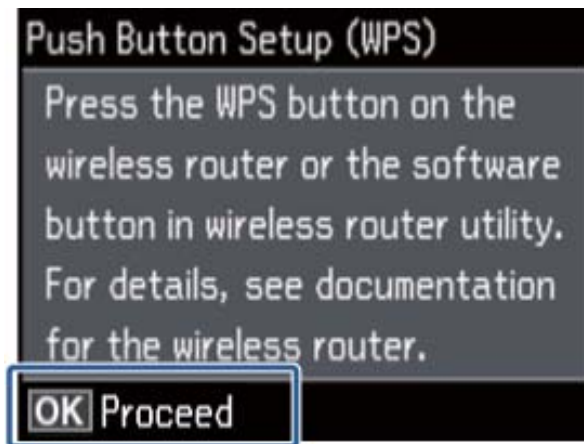 Push Button Setup (WPS)
Press the WPS button on the
wireless router or the software
button in wireless router utility.
For details, see documentation
for the wireless router.
OK Proceed